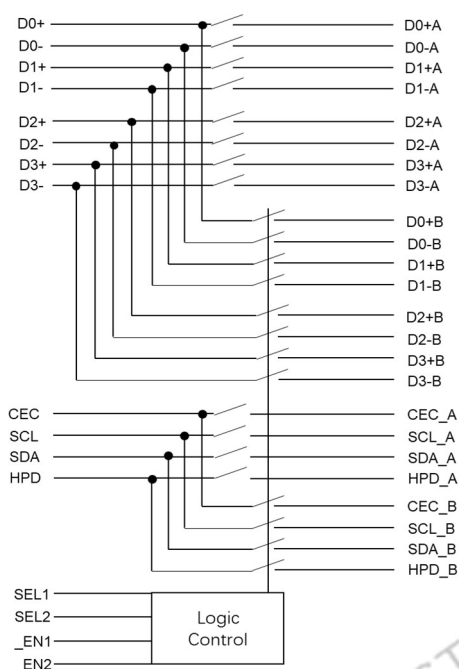 D0+ D0+A
D0- D0-A
D1+ D1+A
D1- D1-A
D2+ D2+A
D2- D2-A
D3+ D3+A
D3- D3-A
D0+B
D0-B
D1+B
D1-B
D2+B
D2-B
D3+B
D3-B
CEC CEC_A
SCL SCL_A
SDA SDA_A
HPD HPD_A
CEC_B
SCL_B
SDA_B
HPD_B
SEL1
SEL2
_EN1
EN2
Logic
Control